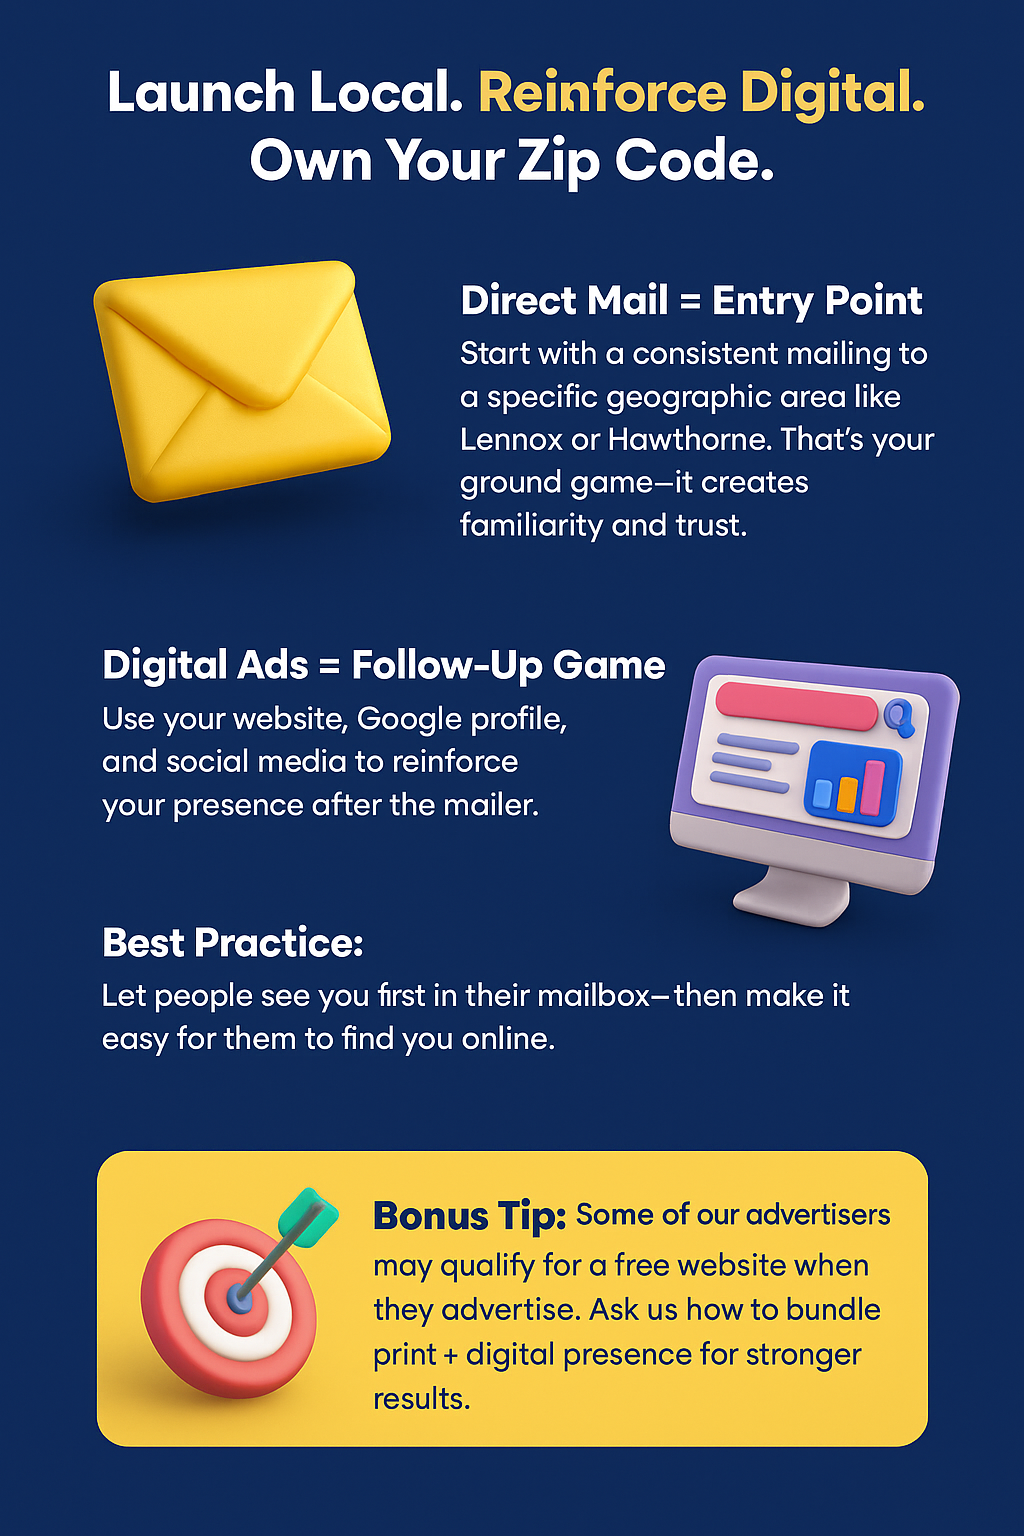 Launch Local. Reinforce Digital.
Own Your Zip Code.
Direct Mail = Entry Point
Start with a consistent mailing to
a specific geographic area like
Lennox or Hawthorne. That's your
ground game—it creates
familiarity and trust.
Digital Ads = Follow-Up Game
Use your website, Google profile,
and social media to reinforce
your presence after the mailer.
Best Practice:
Let people see you first in their mailbox—then make it
easy for them to find you online.
Bonus Tip: Some of our advertisers
may qualify for a free website when
they advertise. Ask us how to bundle
print + digital presence for stronger
results.